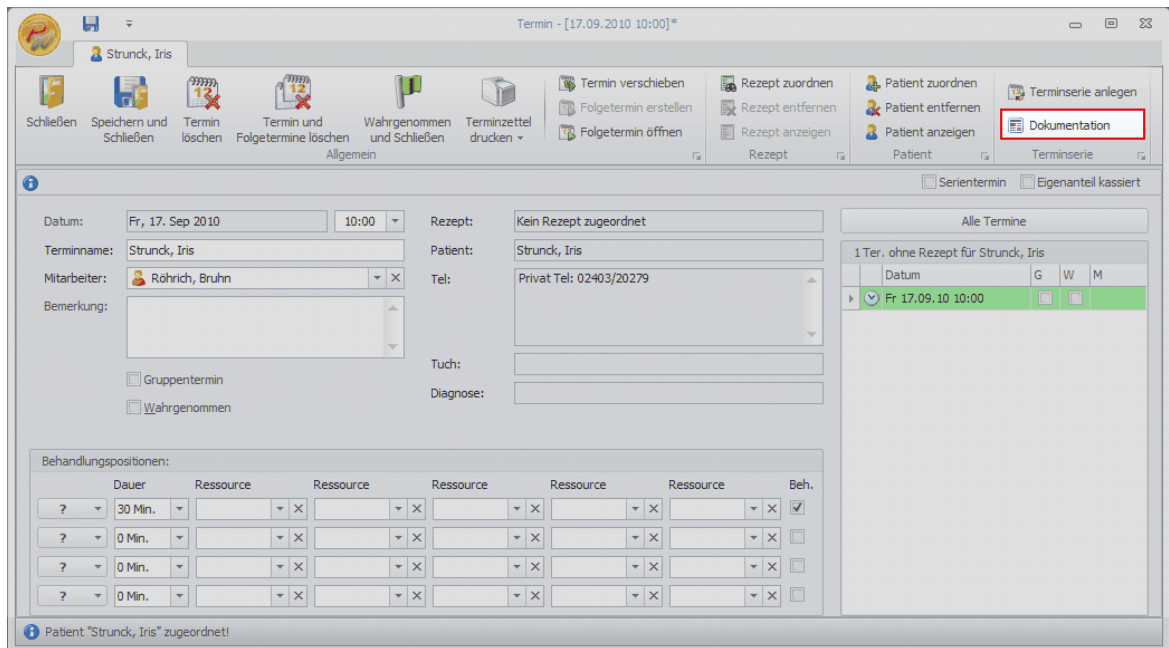 Termin - [17.09.2010 10:00]*
Strunck, Iris
Schließen
Speichern und Schließen
Termin löschen
Termin und Folgetermine löschen
Wahrgenommen und Schließen
Terminzettel drucken
Allgemein
Termin verschieben
Folgetermin erstellen
Folgetermin öffnen
Rezept zuordnen
Rezept entfernen
Rezept anzeigen
Rezept
Patient zuordnen
Patient entfernen
Patient anzeigen
Patient
Terminserie anlegen
Dokumentation
Terminserie
Serientermin Eigenanteil kassiert
Datum: Fr, 17. Sep 2010 10:00
Terminname: Strunck, Iris
Mitarbeiter: Röhrich, Bruhn
Bemerkung:
Gruppentermin
Wahrgenommen
Rezept: Kein Rezept zugeordnet
Patient: Strunck, Iris
Tel: Privat Tel: 02403/20279
Tuch:
Diagnose:
Alle Termine
1 Ter. ohne Rezept für Strunck, Iris
Datum G W M
Fr 17.09.10 10:00
Behandlungspositionen:
Dauer Ressource Ressource Ressource Ressource Ressource Beh.
? 30 Min.
? 0 Min.
? 0 Min.
? 0 Min.
Patient "Strunck, Iris" zugeordnet!